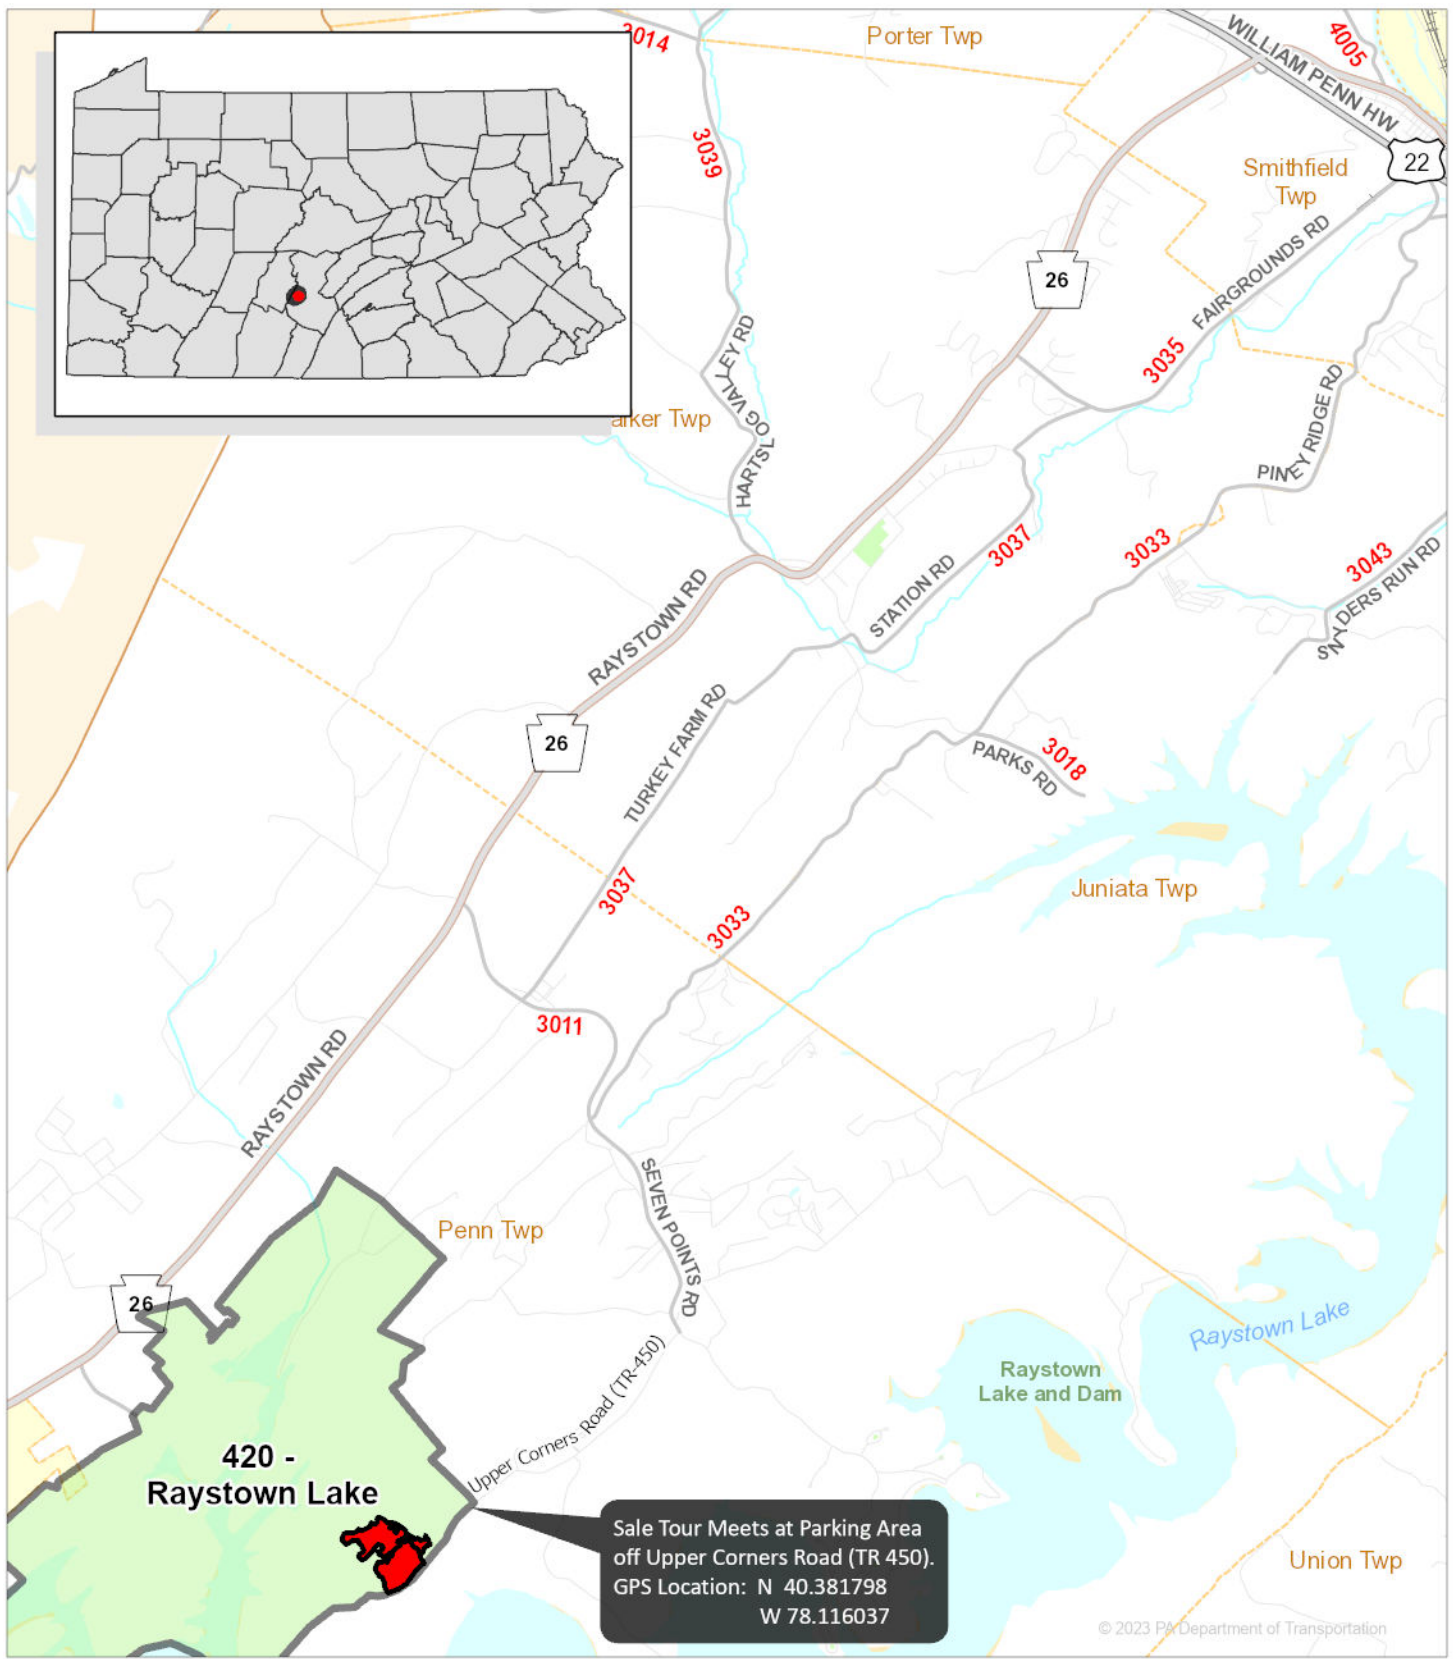 Porter Twp
WILLIAM PENN HW
4005
3014
22
3039
Smithfield
Twp
FAIRGROUNDS RD
26
3035
HARTSLOG VALLEY RD
PINEY RIDGE RD
arker Twp
3037
3033
3043
SNYDERS RUN RD
STATION RD
RAYSTOWN RD
26
TURKEY FARM RD
PARKS RD
3018
3037
Juniata Twp
3033
3011
RAYSTOWN RD
SEVEN POINTS RD
Penn Twp
26
Raystown Lake
Raystown
Lake and Dam
Upper Corners Road (TR-450)
420 -
Raystown Lake
Sale Tour Meets at Parking Area
off Upper Corners Road (TR 450).
GPS Location: N 40.381798
W 78.116037
Union Twp
© 2023 PA Department of Transportation